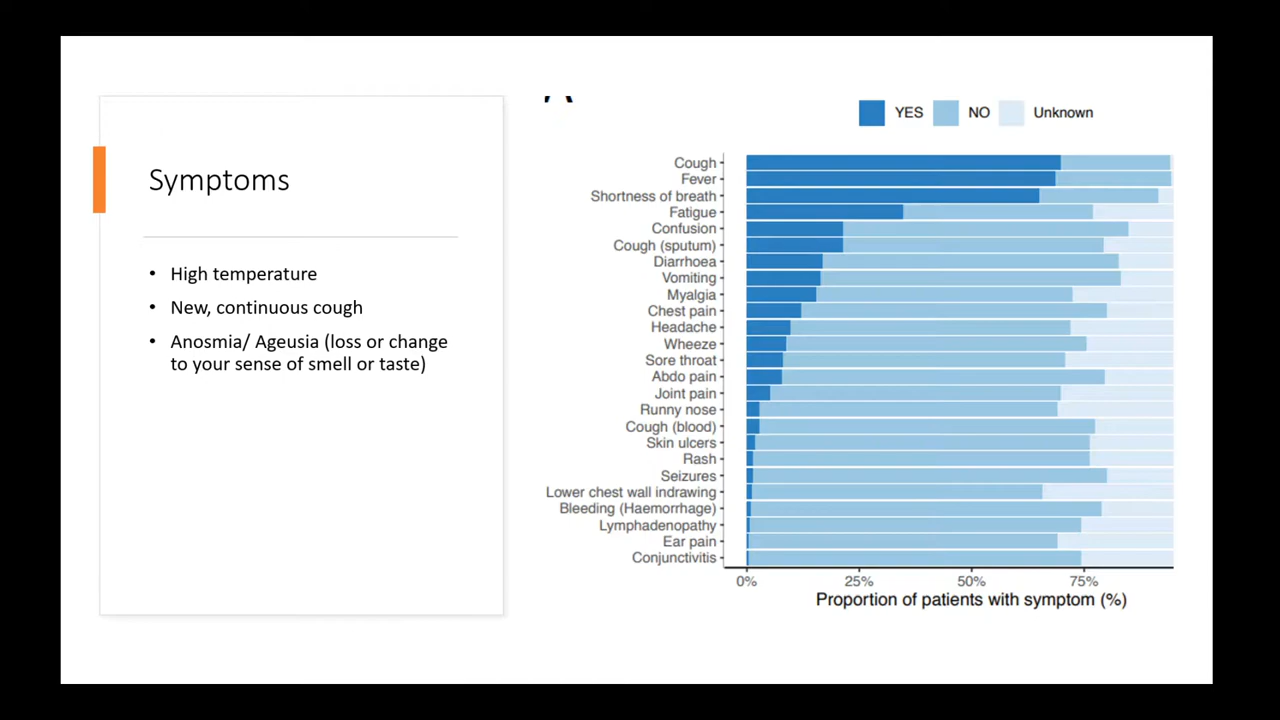 Symptoms
• High temperature
• New, continuous cough
• Anosmia/ Ageusia (loss or change
to your sense of smell or taste)
YES NO Unknown
Cough
Fever
Shortness of breath
Fatigue
Confusion
Cough (sputum)
Diarrhoea
Vomiting
Myalgia
Chest pain
Headache
Wheeze
Sore throat
Abdo pain
Joint pain
Runny nose
Cough (blood)
Skin ulcers
Rash
Seizures
Lower chest wall indrawing
Bleeding (Haemorrhage)
Lymphadenopathy
Ear pain
Conjunctivitis
0% 25% 50% 75%
Proportion of patients with symptom (%)